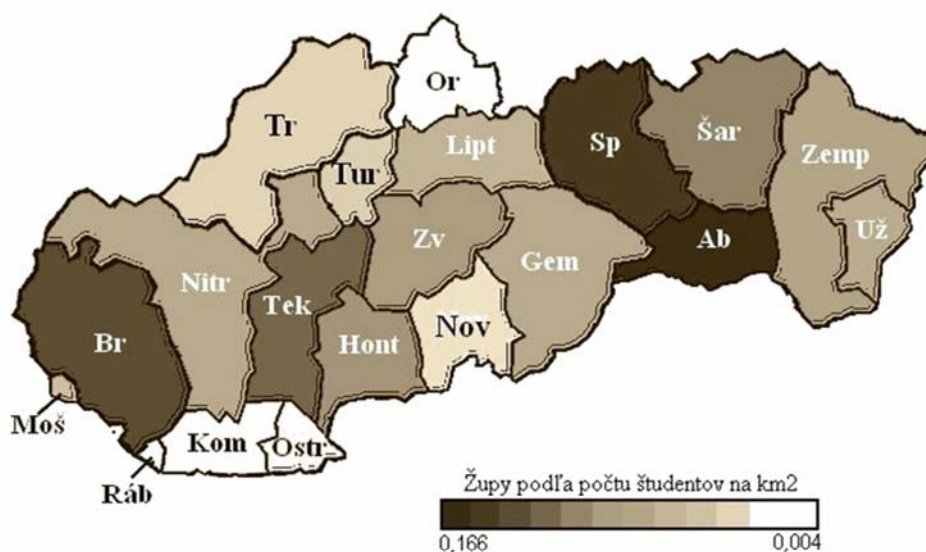 Or
Tr
Šar
Sp
Lipt
Zemp
Tur
Už
Zv
Ab
Gem
Nitr
Tek
Nov
Br
Hont
Moš
Kom
Ostr
Ráb
Župy podľa počtu študentov na km2
0,166 0,004